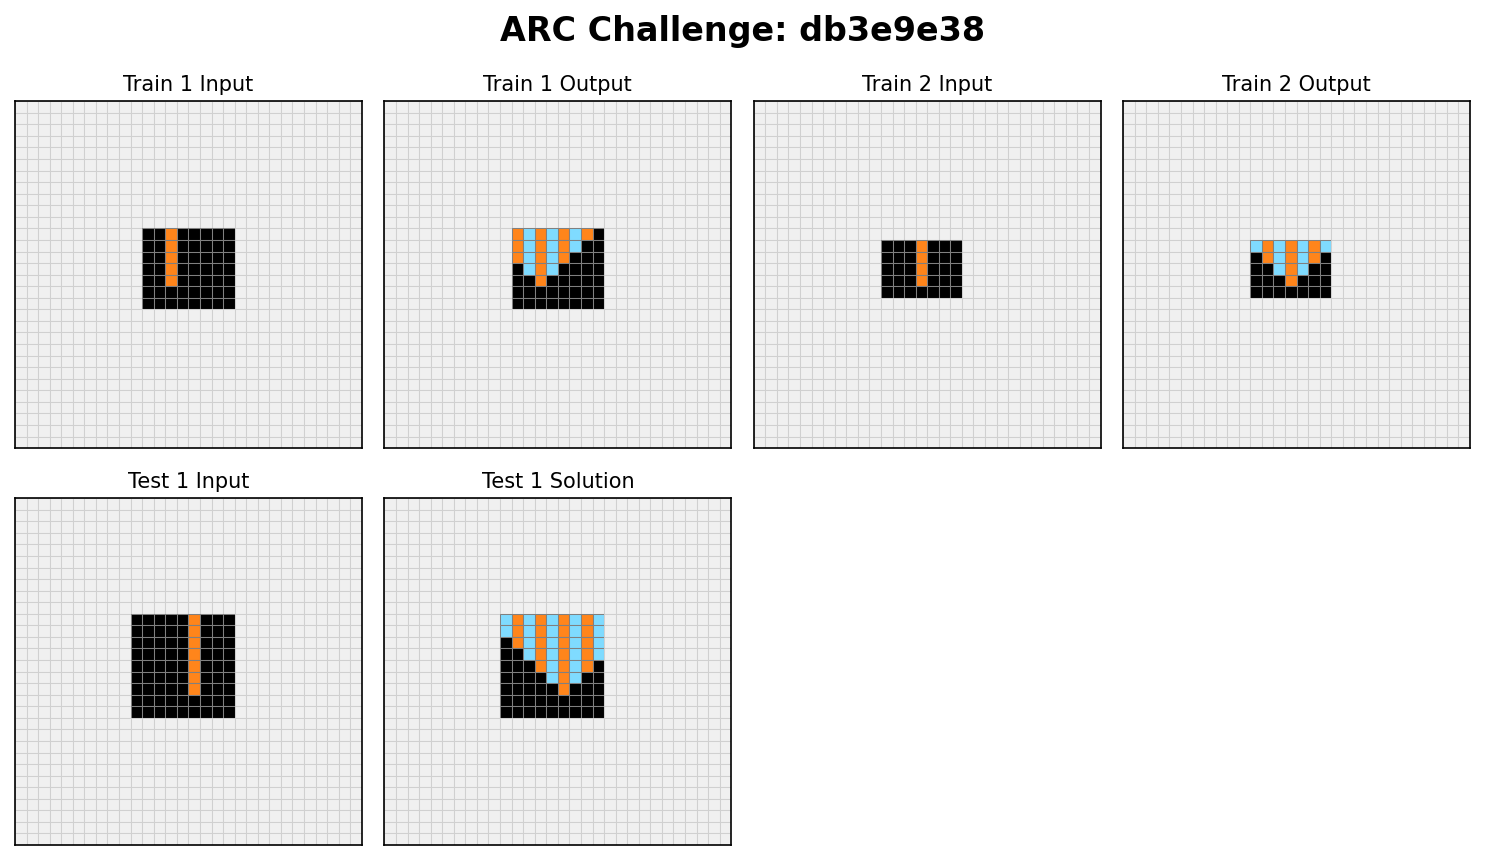 ARC Challenge: db3e9e38
Train 1 Input
Train 1 Output
Train 2 Input
Train 2 Output
Test 1 Input
Test 1 Solution